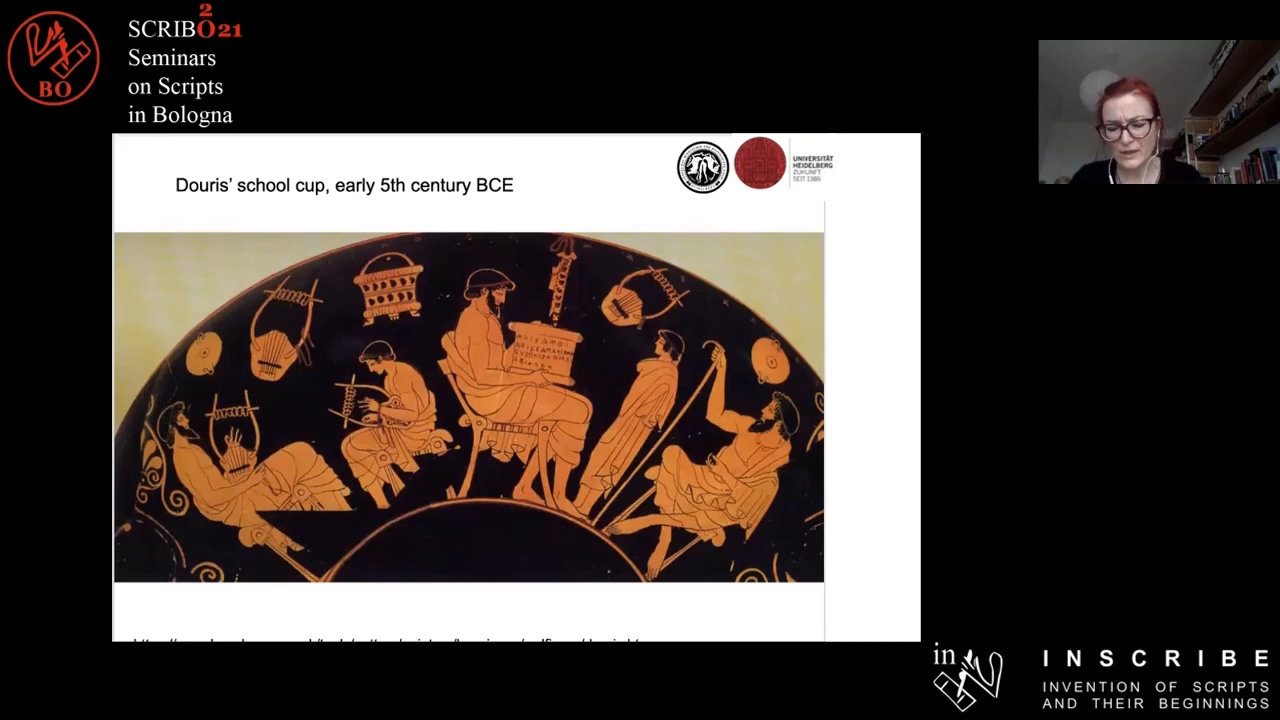 SCRIBO21
2
Seminars
on Scripts
in Bologna
BO
Douris’ school cup, early 5th century BCE
UNIVERSITÄT
HEIDELBERG
ZUKUNFT
SEIT 1386
in
INSCRIBE
INVENTION OF SCRIPTS
AND THEIR BEGINNINGS